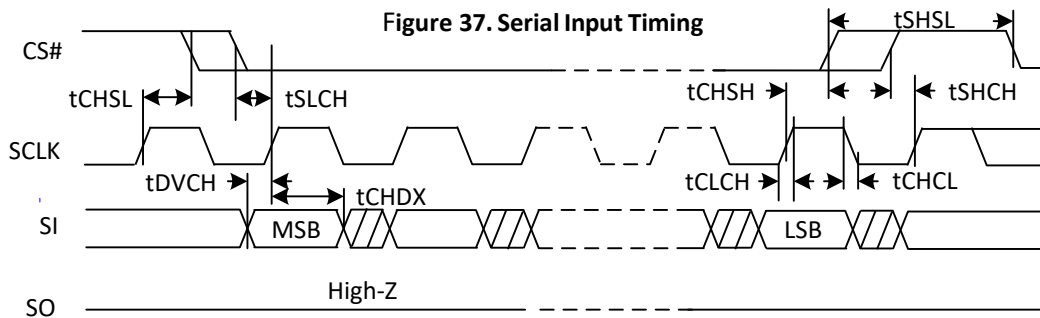 Figure 37. Serial Input Timing
tSHSL
CS#
tCHSL
tSLCH
tCHSH
tSHCH
SCLK
tDVCH
tCHDX
tCLCH
tCHCL
SI
MSB
LSB
High-Z
SO